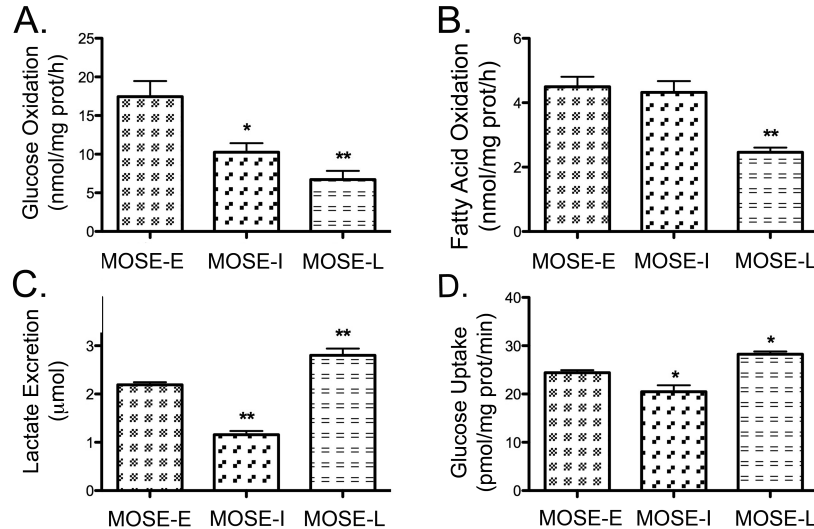 A.
Glucose Oxidation
(nmol/mg prot/h)
25
20
15
10
5
0
*
**
MOSE-E MOSE-I MOSE-L
B.
Fatty Acid Oxidation
(nmol/mg prot/h)
6
4
2
0
**
MOSE-E MOSE-I MOSE-L
C.
Lactate Excretion
(μmol)
3
2
1
0
**
**
MOSE-E MOSE-I MOSE-L
D.
Glucose Uptake
(pmol/mg prot/min)
40
30
20
10
0
*
*
MOSE-E MOSE-I MOSE-L